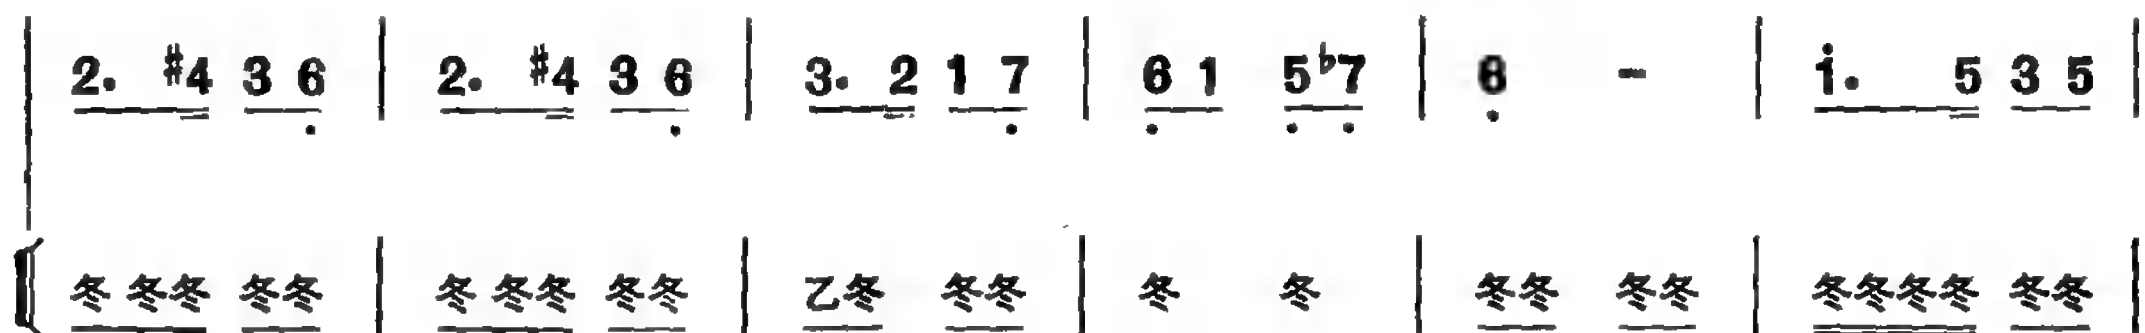 2. #4 3 6 | 2. #4 3 6 | 3. 2 1 7 | 6 1 5 ♭7 | 6 - | i. 5 3 5 |
冬 冬冬 冬冬 | 冬 冬冬 冬冬 | 乙冬 冬冬 | 冬 冬 | 冬冬 冬冬 | 冬冬冬冬 冬冬 |